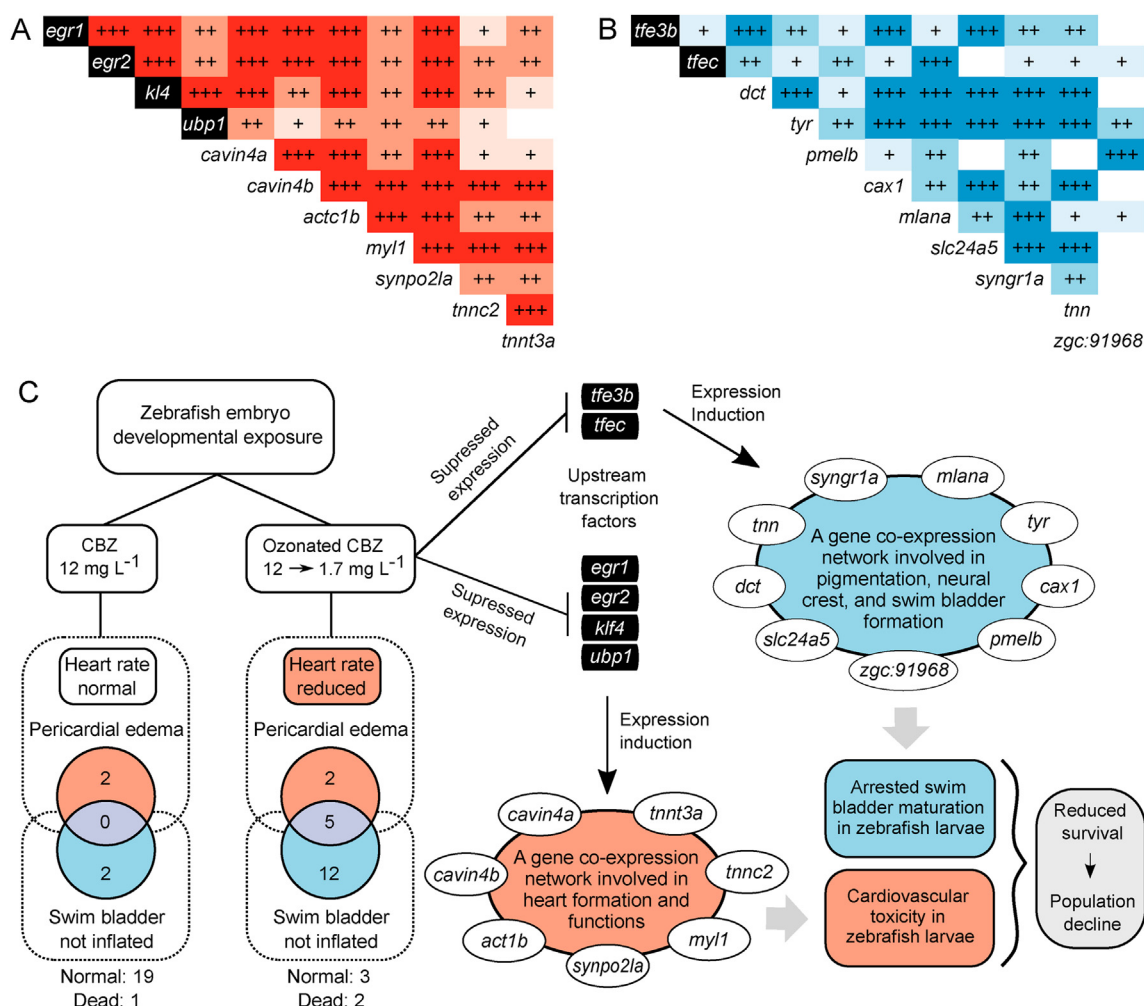 A
egr1 +++ +++ ++ +++ +++ +++ ++ +++ + ++
egr2 +++ ++ +++ +++ +++ ++ +++ ++ ++
kl4 +++ +++ ++ +++ ++ +++ ++ +
ubp1 ++ + ++ ++ ++ +
cavin4a +++ +++ ++ +++ + +
cavin4b +++ +++ +++ +++ +++
actc1b +++ +++ ++ ++
myl1 +++ +++ +++
synpo2la ++ ++
tnnc2 +++
tnnt3a
B
tfe3b + +++ ++ + +++ + +++ ++ ++
tfec ++ + ++ + +++ + + +
dct +++ + +++ +++ +++ +++ +++
tyr ++ +++ +++ +++ +++ +++ ++
pmelb + ++ ++ +++
cax1 ++ +++ ++ +++
mlana ++ +++ + +
slc24a5 +++ +++
syngr1a ++
tnn
zgc:91968
C
Zebrafish embryo
developmental exposure
CBZ
12 mg L-1
Ozonated CBZ
12 → 1.7 mg L-1
Heart rate
normal
Pericardial edema
2
0
2
Swim bladder
not inflated
Normal: 19
Dead: 1
Heart rate
reduced
Pericardial edema
2
5
12
Swim bladder
not inflated
Normal: 3
Dead: 2
Supressed
expression
Supressed
expression
tfe3b
tfec
Upstream
transcription
factors
egr1
egr2
klf4
ubp1
Expression
Induction
syngr1a
mlana
tnn
tyr
dct
cax1
slc24a5
pmelb
zgc:91968
A gene co-expression
network involved in
pigmentation, neural
crest, and swim bladder
formation
Expression
induction
cavin4a
tnnt3a
cavin4b
tnnc2
act1b
myl1
synpo2la
A gene co-expression
network involved in
heart formation and
functions
Arrested swim
bladder maturation
in zebrafish larvae
Cardiovascular
toxicity in
zebrafish larvae
Reduced
survival
Population
decline